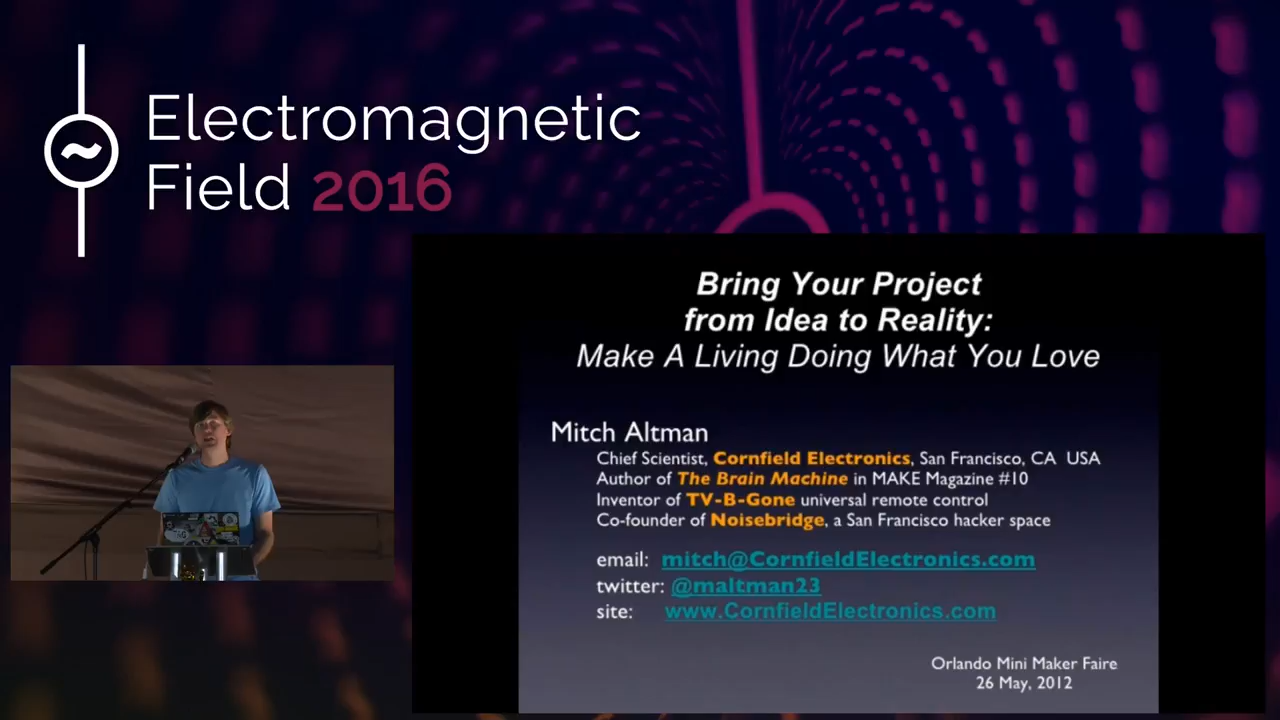 Electromagnetic
Field 2016
Bring Your Project
from Idea to Reality:
Make A Living Doing What You Love
Mitch Altman
Chief Scientist, Cornfield Electronics, San Francisco, CA USA
Author of The Brain Machine in MAKE Magazine #10
Inventor of TV-B-Gone universal remote control
Co-founder of Noisebridge, a San Francisco hacker space
email: mitch@CornfieldElectronics.com
twitter: @maltman23
site: www.CornfieldElectronics.com
Orlando Mini Maker Faire
26 May, 2012